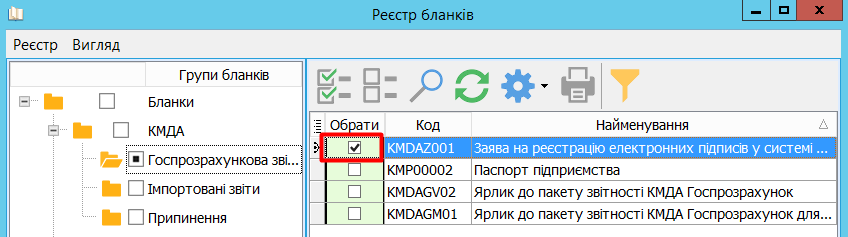 Реєстр бланків
Реєстр Вигляд
Групи бланків
Бланки
КМДА
Госпрозрахункова зві...
Імпортовані звіти
Припинення
Обрати Код Найменування
KMDAZ001 Заява на реєстрацію електронних підписів у системі ...
KMP00002 Паспорт підприємства
KMDAGV02 Ярлик до пакету звітності КМДА Госпрозрахунок
KMDAGM01 Ярлик до пакету звітності КМДА Госпрозрахунок для...